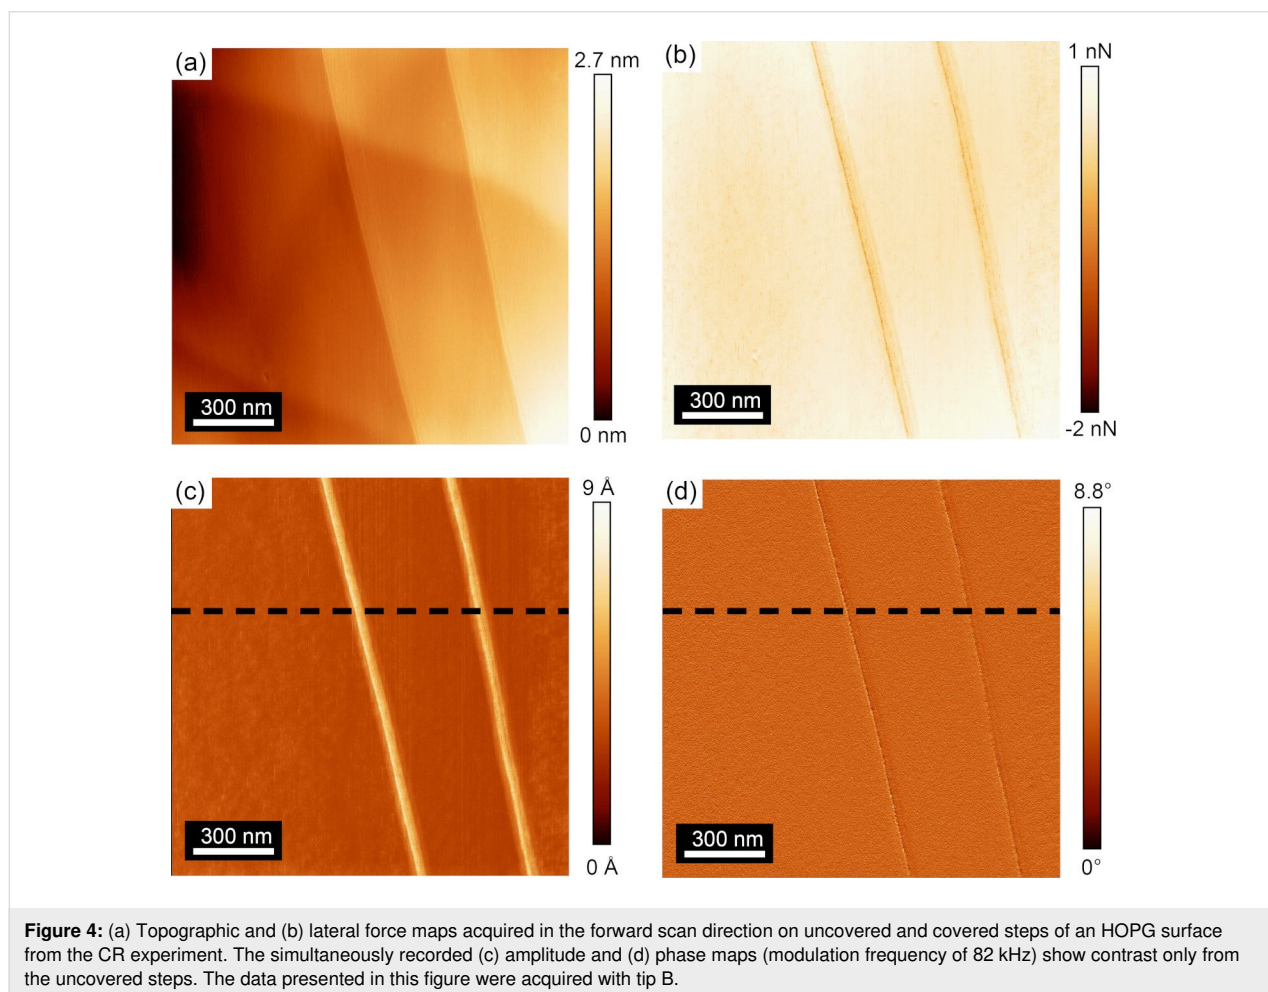 (a)
2.7 nm
300 nm
0 nm
(b)
1 nN
300 nm
-2 nN
(c)
9 Å
300 nm
0 Å
(d)
8.8°
300 nm
0°
Figure 4: (a) Topographic and (b) lateral force maps acquired in the forward scan direction on uncovered and covered steps of an HOPG surface
from the CR experiment. The simultaneously recorded (c) amplitude and (d) phase maps (modulation frequency of 82 kHz) show contrast only from
the uncovered steps. The data presented in this figure were acquired with tip B.